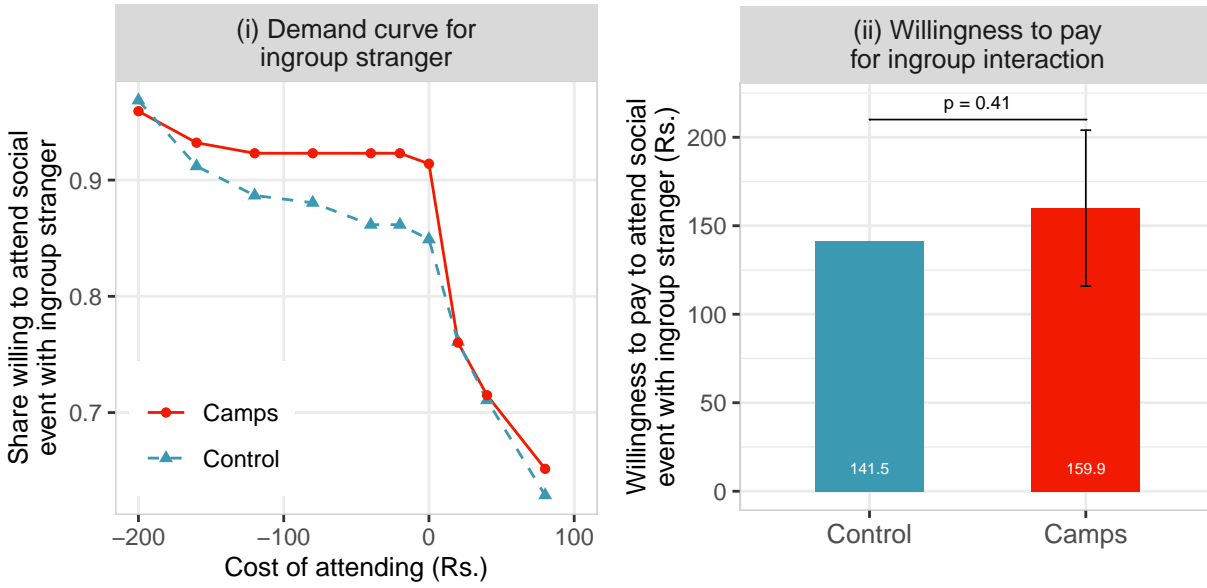 (i) Demand curve for
ingroup stranger
Share willing to attend social
event with ingroup stranger
0.9
0.8
0.7
Camps
Control
−200
−100
0
100
Cost of attending (Rs.)
(ii) Willingness to pay
for ingroup interaction
Willingness to pay to attend social
event with ingroup stranger (Rs.)
200
150
100
50
0
p = 0.41
141.5
159.9
Control
Camps